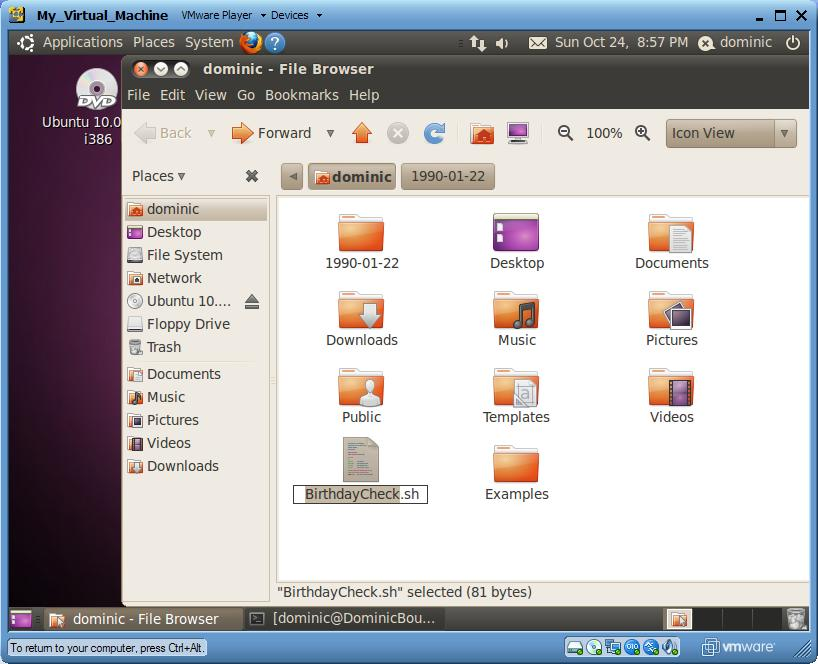 My_Virtual_Machine VMware Player Devices
Applications Places System ? Sun Oct 24, 8:57 PM dominic
DVD
Ubuntu 10.0
i386
dominic - File Browser
File Edit View Go Bookmarks Help
Back Forward 100% Icon View
Places dominic 1990-01-22
dominic
Desktop
File System
Network
Ubuntu 10....
Floppy Drive
Trash
Documents
Music
Pictures
Videos
Downloads
1990-01-22 Desktop Documents
Downloads Music Pictures
Public Templates Videos
BirthdayCheck.sh Examples
"BirthdayCheck.sh" selected (81 bytes)
dominic - File Browser [dominic@DominicBou...
To return to your computer, press Ctrl+Alt. vmware